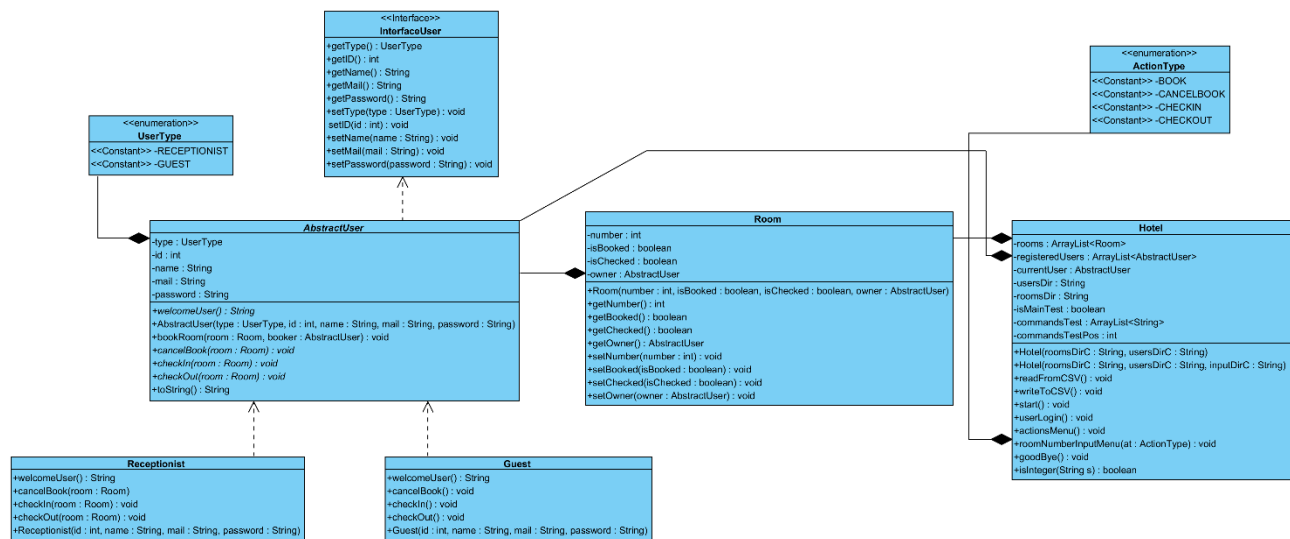 <<Interface>>
InterfaceUser
+getType() : UserType
+getID() : int
+getName() : String
+getMail() : String
+getPassword() : String
+setType(type : UserType) : void
setID(id : int) : void
+setName(name : String) : void
+setMail(mail : String) : void
+setPassword(password : String) : void
<<enumeration>>
ActionType
<<Constant>> -BOOK
<<Constant>> -CANCELBOOK
<<Constant>> -CHECKIN
<<Constant>> -CHECKOUT
<<enumeration>>
UserType
<<Constant>> -RECEPTIONIST
<<Constant>> -GUEST
AbstractUser
-type : UserType
-id : int
-name : String
-mail : String
-password : String
+welcomeUser() : String
+AbstractUser(type : UserType, id : int, name : String, mail : String, password : String)
+bookRoom(room : Room, booker : AbstractUser) : void
+cancelBook(room : Room) : void
+checkIn(room : Room) : void
+checkOut(room : Room) : void
+toString() : String
Room
-number : int
-isBooked : boolean
-isChecked : boolean
-owner : AbstractUser
+Room(number : int, isBooked : boolean, isChecked : boolean, owner : AbstractUser)
+getNumber() : int
+getBooked() : boolean
+getChecked() : boolean
+getOwner() : AbstractUser
+setNumber(number : int) : void
+setBooked(isBooked : boolean) : void
+setChecked(isChecked : boolean) : void
+setOwner(owner : AbstractUser) : void
Hotel
-rooms : ArrayList<Room>
-registeredUsers : ArrayList<AbstractUser>
-currentUser : AbstractUser
-usersDir : String
-roomsDir : String
-isMainTest : boolean
-commandsTest : ArrayList<String>
-commandsTestPos : int
+Hotel(roomsDirC : String, usersDirC : String)
+Hotel(roomsDirC : String, usersDirC : String, inputDirC : String)
+readFromCSV() : void
+writeToCSV() : void
+start() : void
+userLogin() : void
+actionsMenu() : void
+roomNumberInputMenu(at : ActionType) : void
+goodBye() : void
+isInteger(String s) : boolean
Receptionist
+welcomeUser() : String
+cancelBook(room : Room)
+checkIn(room : Room) : void
+checkOut(room : Room) : void
+Receptionist(id : int, name : String, mail : String, password : String)
Guest
+welcomeUser() : String
+cancelBook() : void
+checkIn() : void
+checkOut() : void
+Guest(id : int, name : String, mail : String, password : String)